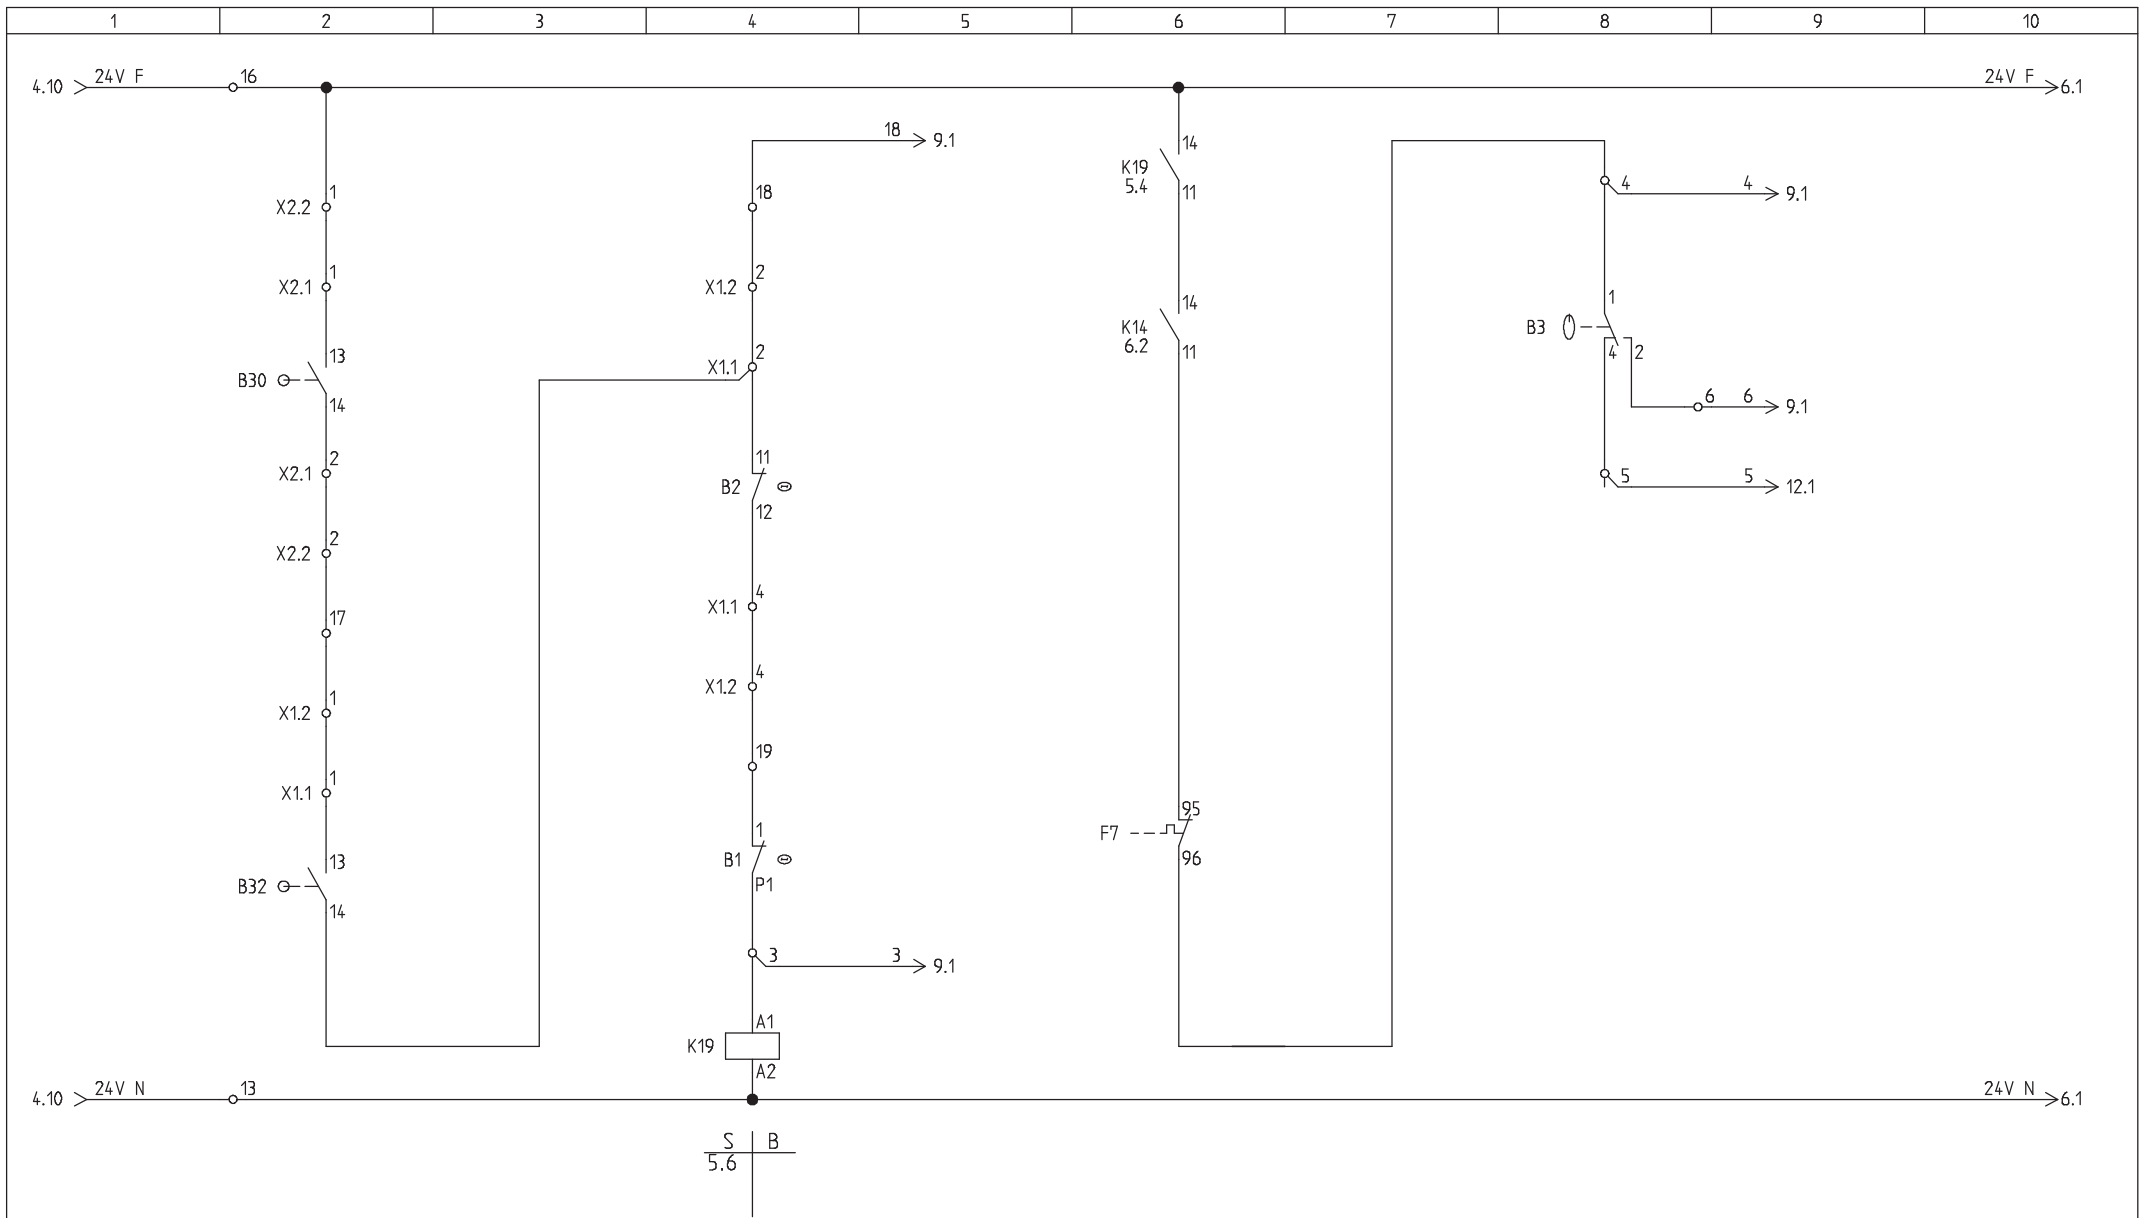 1 2 3 4 5 6 7 8 9 10
4.10 24V F 16 24V F 6.1
18 9.1
1
X2.2
1
X2.1
13
B30
14
2
X2.1
2
X2.2
17
1
X1.2
1
X1.1
13
B32
14
18
2
X1.2
2
X1.1
11
B2
12
4
X1.1
4
X1.2
19
1
B1
P1
3 3 9.1
A1
K19
A2
14
K19
5.4
11
14
K14
6.2
11
95
F7
96
4 4 9.1
1
B3
4 2
6 6 9.1
5 5 12.1
4.10 24V N 13 24V N 6.1
S B
5.6